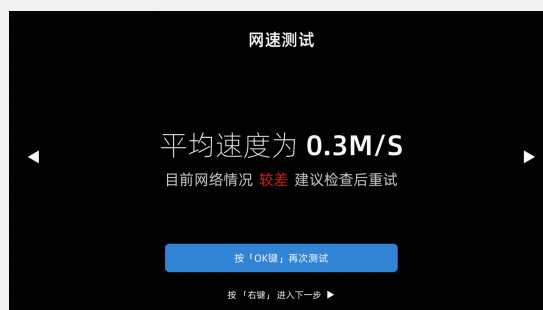 网速测试
平均速度为 0.3M/S
目前网络情况 较差 建议检查后重试
按「OK键」再次测试
按「右键」进入下一步 ▶